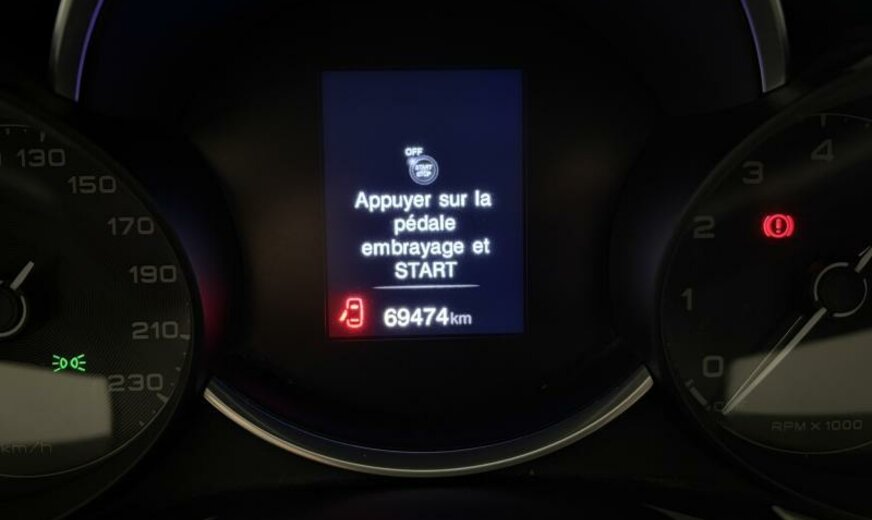 OFF
START
STOP
Appuyer sur la
pédale
embrayage et
START
69474km
130
150
170
190
210
230
km/h
4
3
2
1
0
RPM x 1000